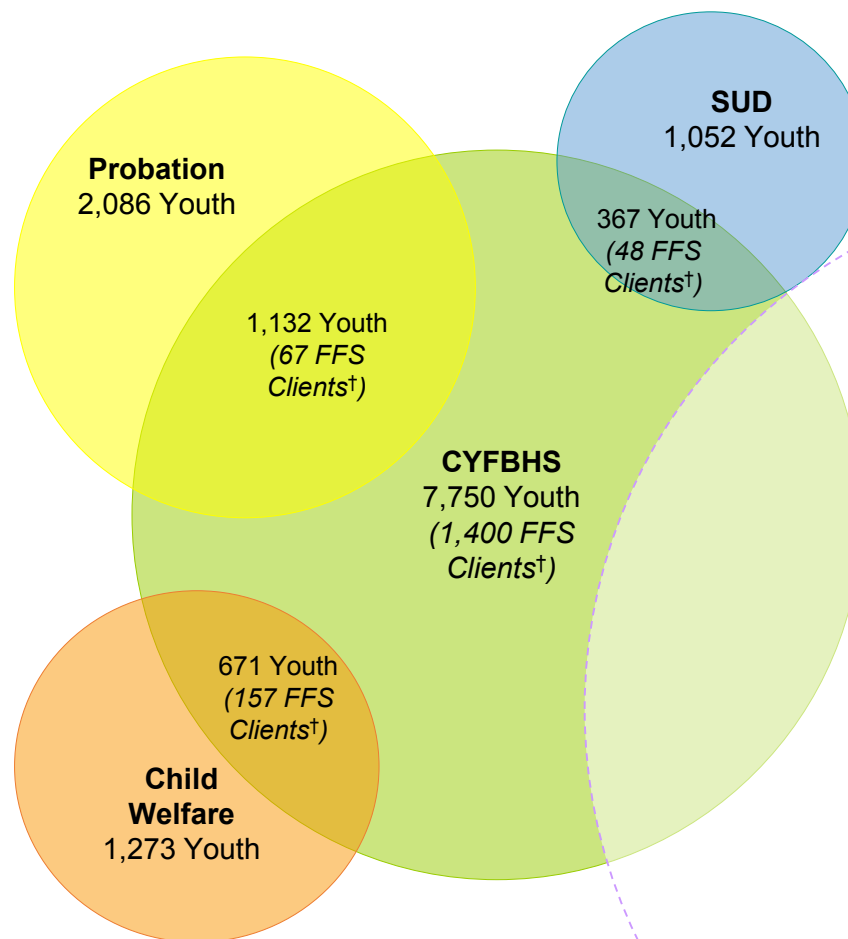 SUD
1,052 Youth
Probation
2,086 Youth
367 Youth
(48 FFS
Clients†)
1,132 Youth
(67 FFS
Clients†)
CYFBHS
7,750 Youth
(1,400 FFS
Clients†)
671 Youth
(157 FFS
Clients†)
Child
Welfare
1,273 Youth